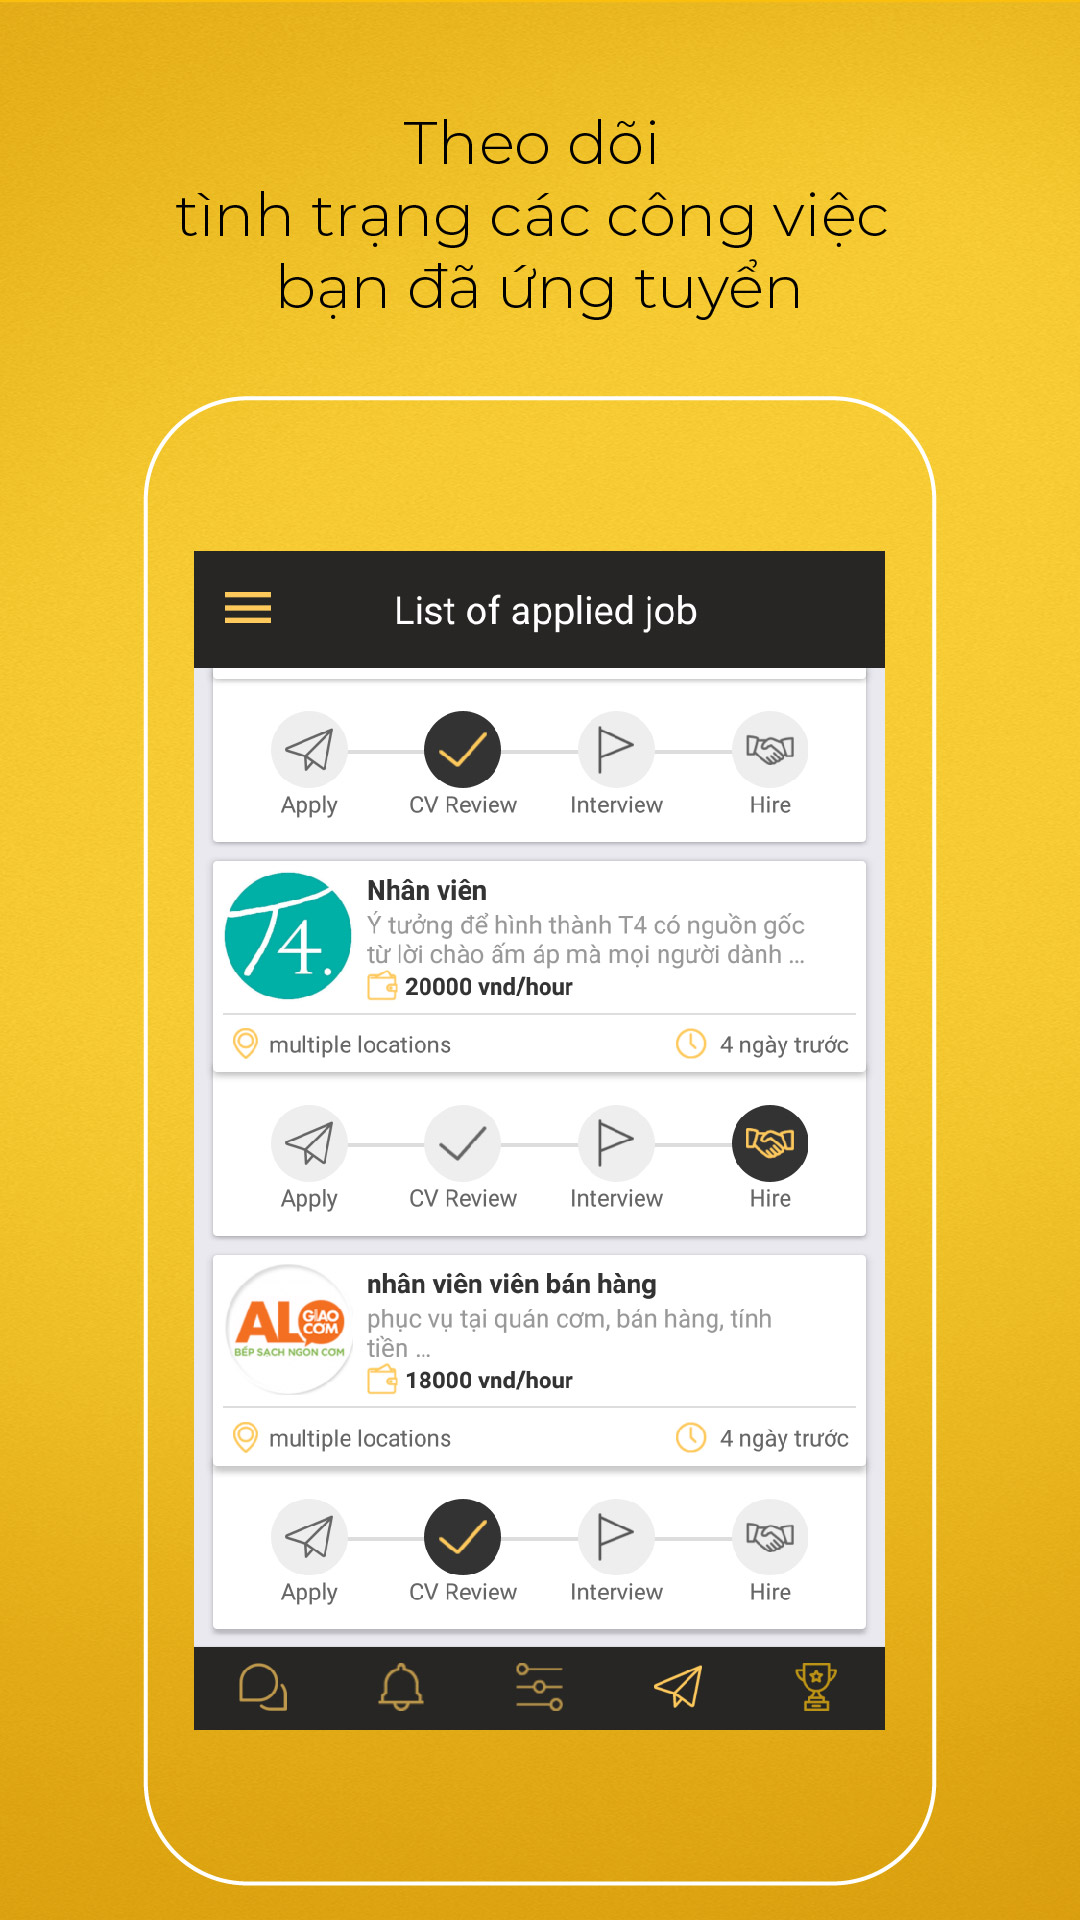 Theo dõi
tình trạng các công việc
bạn đã ứng tuyển
List of applied job
Apply CV Review Interview Hire
T4.
Nhân viên
Ý tưởng để hình thành T4 có nguồn gốc
từ lời chào ấm áp mà mọi người dành ...
20000 vnd/hour
multiple locations 4 ngày trước
Apply CV Review Interview Hire
AL GIAO CƠM
BẾP SẠCH NGON CƠM
nhân viên viên bán hàng
phục vụ tại quán cơm, bán hàng, tính
tiền ...
18000 vnd/hour
multiple locations 4 ngày trước
Apply CV Review Interview Hire